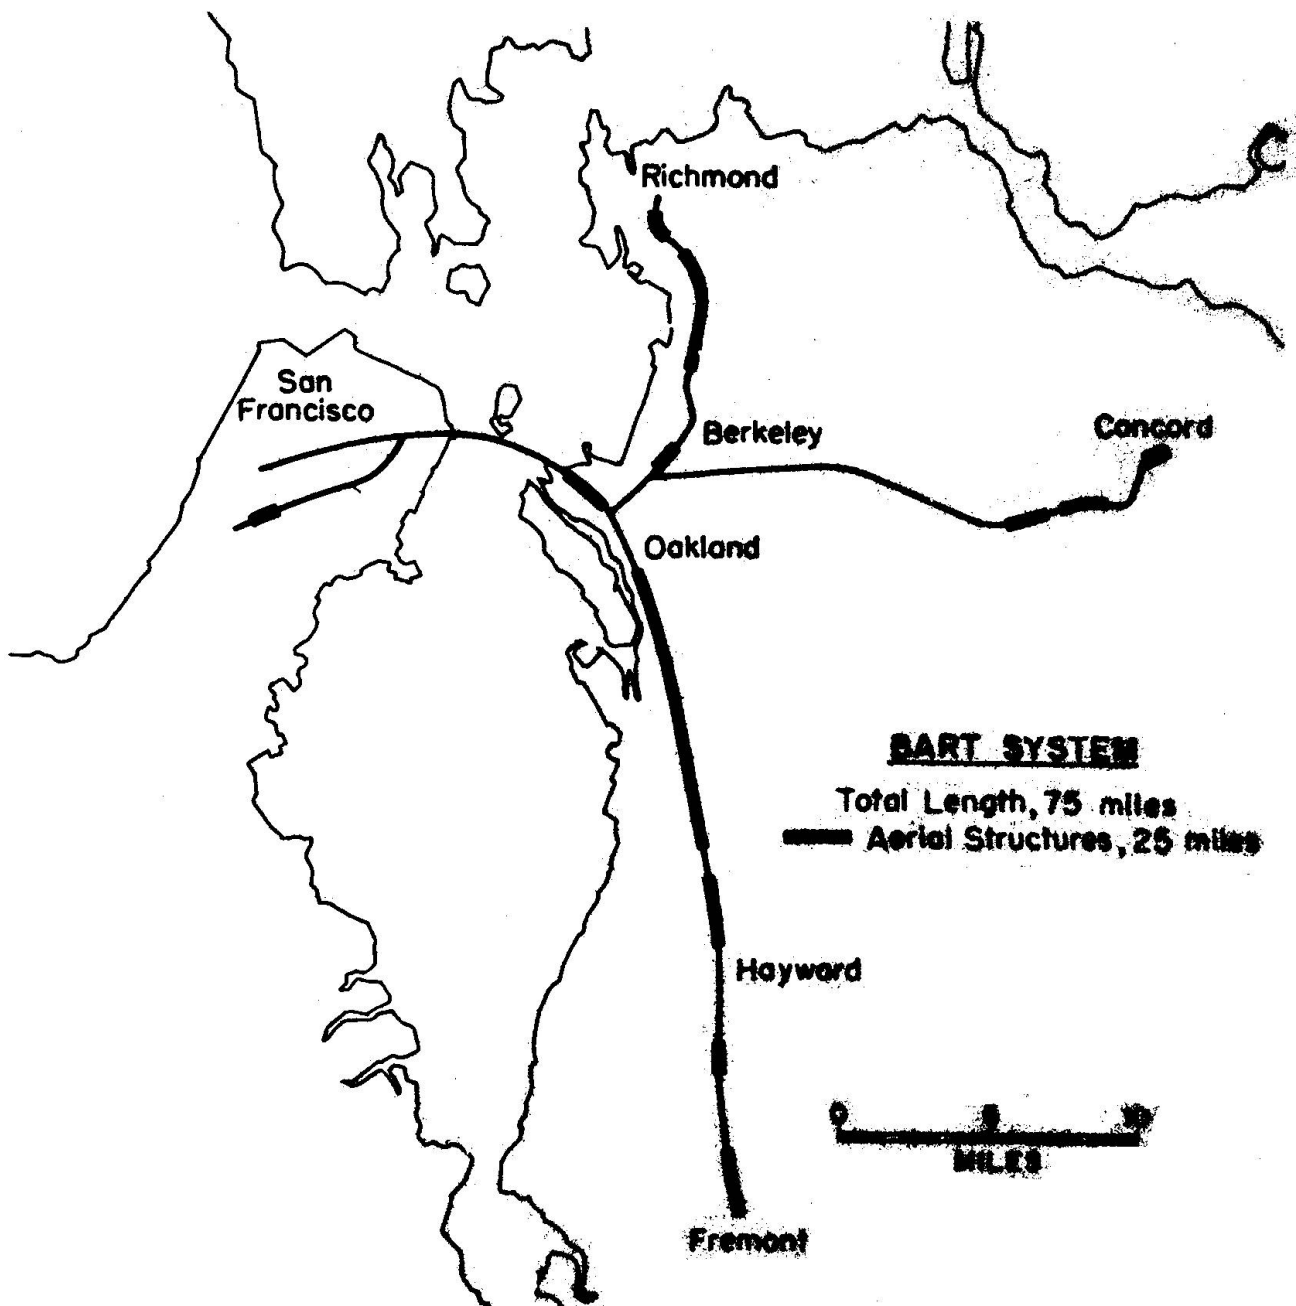 Richmond
San
Francisco
Berkeley
Concord
Oakland
BART SYSTEM
Total Length, 75 miles
Aerial Structures, 25 miles
Hayward
0 5 10
MILES
Fremont